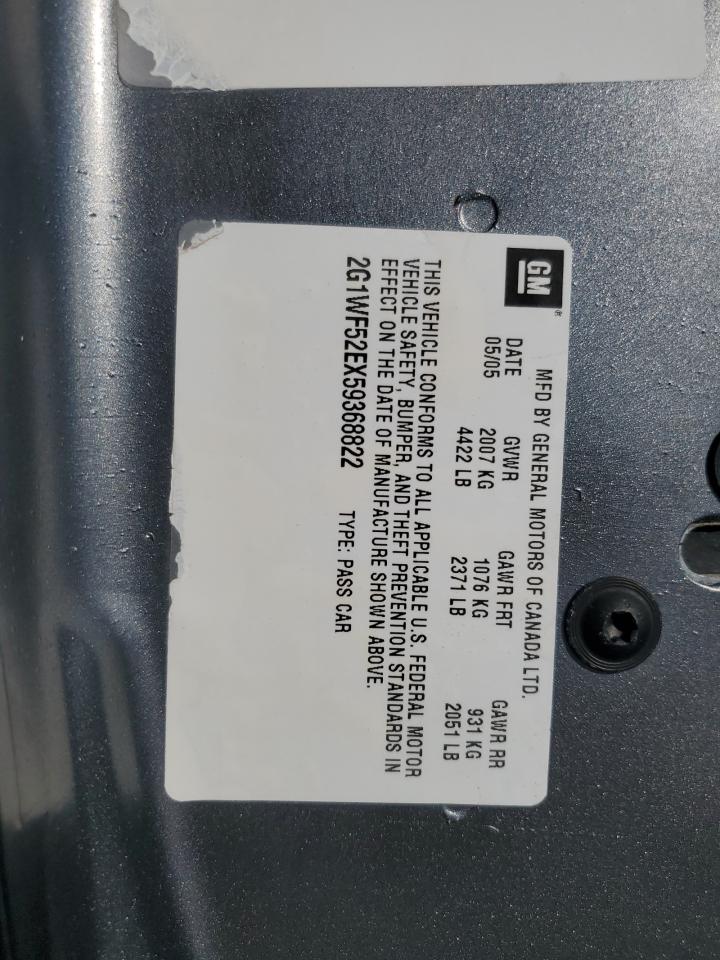 GM®
MFD BY GENERAL MOTORS OF CANADA LTD.
DATE GVWR GAWR FRT GAWR RR
05/05 2007 KG 1076 KG 931 KG
4422 LB 2371 LB 2051 LB
THIS VEHICLE CONFORMS TO ALL APPLICABLE U.S. FEDERAL MOTOR
VEHICLE SAFETY, BUMPER, AND THEFT PREVENTION STANDARDS IN
EFFECT ON THE DATE OF MANUFACTURE SHOWN ABOVE.
2G1WF52EX59368822 TYPE: PASS CAR